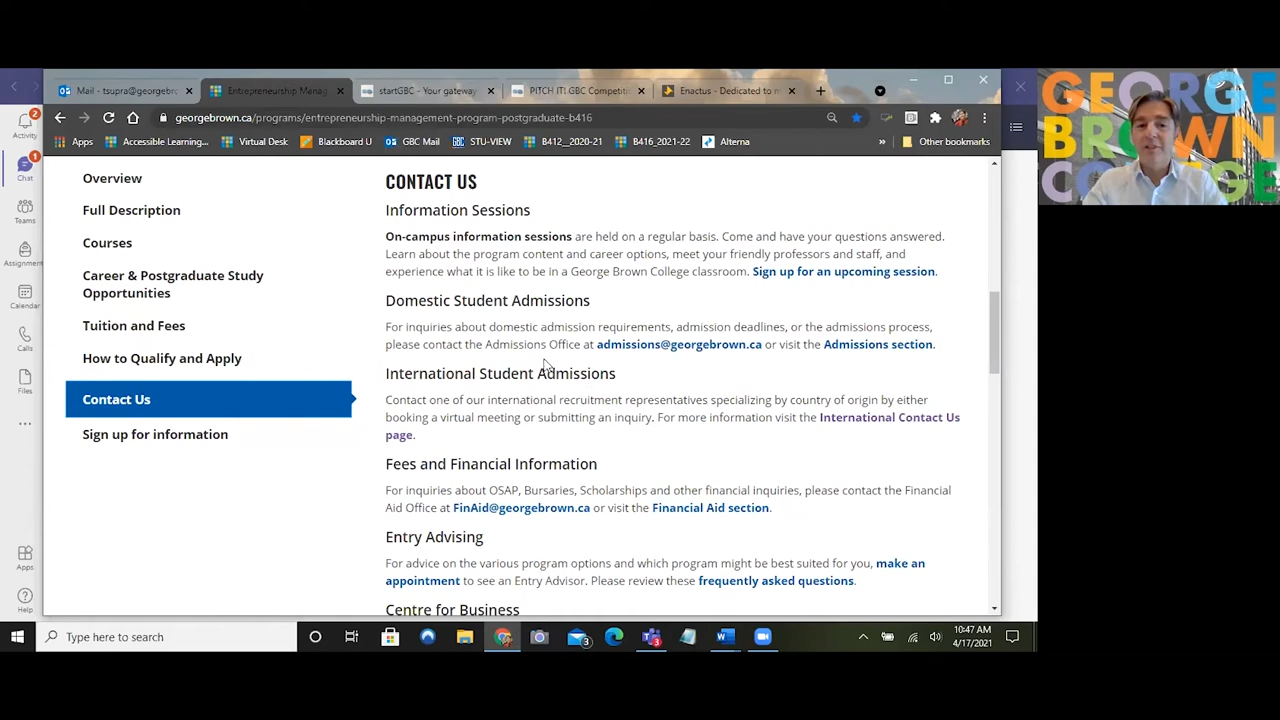 Mail - tsupra@georgebr
Entrepreneurship Manag
startGBC - Your gateway
PITCH IT! GBC Competiti
Enactus - Dedicated to m
georgebrown.ca/programs/entrepreneurship-management-program-postgraduate-b416
Apps
Accessible Learning...
Virtual Desk
Blackboard U
GBC Mail
STU-VIEW
B412__2020-21
B416_2021-22
Alterna
»
Other bookmarks
2
Activity
1
Chat
Teams
Assignment
Calendar
Calls
Files
...
Apps
Help
Overview
Full Description
Courses
Career & Postgraduate Study
Opportunities
Tuition and Fees
How to Qualify and Apply
Contact Us
Sign up for information
CONTACT US
Information Sessions
On-campus information sessions are held on a regular basis. Come and have your questions answered.
Learn about the program content and career options, meet your friendly professors and staff, and
experience what it is like to be in a George Brown College classroom. Sign up for an upcoming session.
Domestic Student Admissions
For inquiries about domestic admission requirements, admission deadlines, or the admissions process,
please contact the Admissions Office at admissions@georgebrown.ca or visit the Admissions section.
International Student Admissions
Contact one of our international recruitment representatives specializing by country of origin by either
booking a virtual meeting or submitting an inquiry. For more information visit the International Contact Us
page.
Fees and Financial Information
For inquiries about OSAP, Bursaries, Scholarships and other financial inquiries, please contact the Financial
Aid Office at FinAid@georgebrown.ca or visit the Financial Aid section.
Entry Advising
For advice on the various program options and which program might be best suited for you, make an
appointment to see an Entry Advisor. Please review these frequently asked questions.
Centre for Business
Type here to search
3
3
10:47 AM
4/17/2021
GEORGE
BROWN
COLLEGE